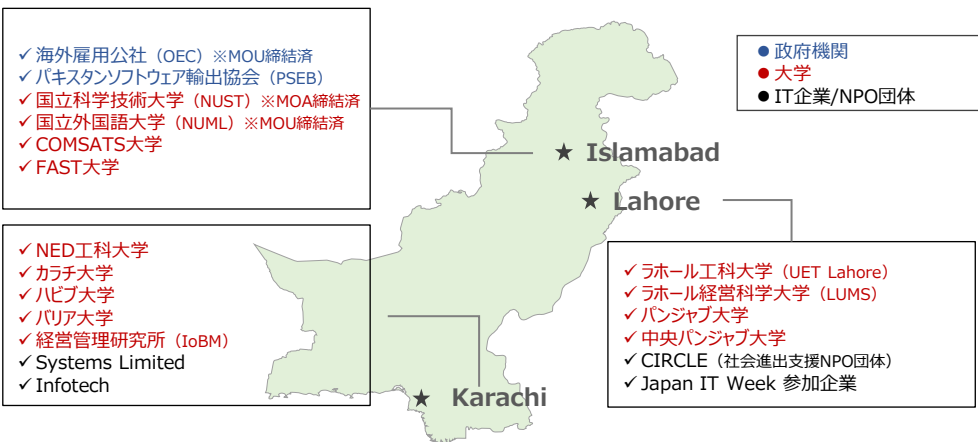 ✓海外雇用公社（OEC）※MOU締結済
✓パキスタンソフトウェア輸出協会（PSEB）
✓国立科学技術大学（NUST）※MOA締結済
✓国立外国語大学（NUML）※MOU締結済
✓COMSATS大学
✓FAST大学
●政府機関
●大学
●IT企業/NPO団体
★ Islamabad
★ Lahore
✓NED工科大学
✓カラチ大学
✓ハビブ大学
✓バリア大学
✓経営管理研究所（IoBM）
✓Systems Limited
✓Infotech
✓ラホール工科大学（UET Lahore）
✓ラホール経営科学大学（LUMS）
✓パンジャブ大学
✓中央パンジャブ大学
✓CIRCLE（社会進出支援NPO団体）
✓Japan IT Week 参加企業
★ Karachi